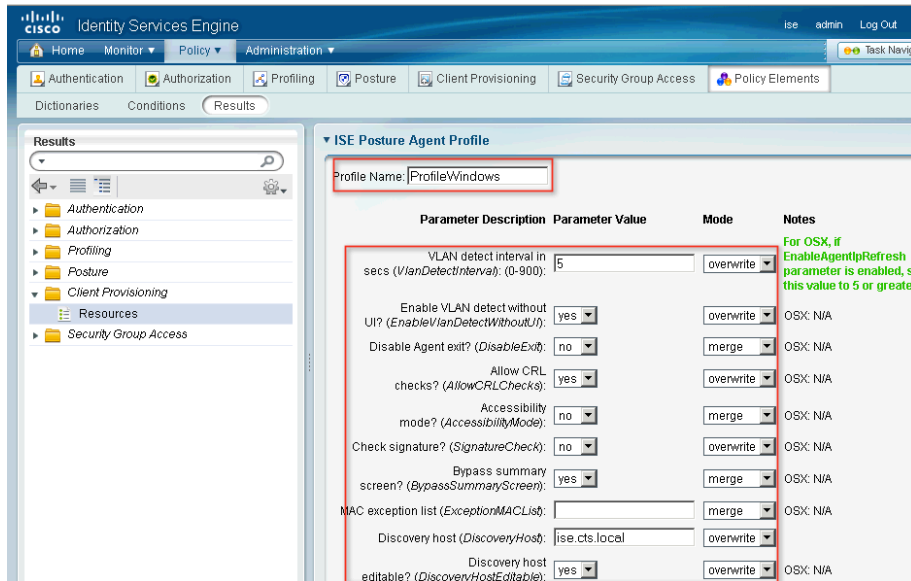 cisco Identity Services Engine
ise admin Log Out
Home Monitor Policy Administration
Authentication Authorization Profiling Posture Client Provisioning Security Group Access Policy Elements
Dictionaries Conditions Results
Results
Authentication
Authorization
Profiling
Posture
Client Provisioning
Resources
Security Group Access
ISE Posture Agent Profile
Profile Name: ProfileWindows
Parameter Description Parameter Value Mode Notes
VLAN detect interval in
secs (VlanDetectInterval): (0-900): 5 overwrite
For OSX, if
EnableAgentIpRefresh
parameter is enabled, s
this value to 5 or greate
Enable VLAN detect without
UI? (EnableVlanDetectWithoutUI): yes overwrite OSX: N/A
Disable Agent exit? (DisableExit): no merge OSX: N/A
Allow CRL
checks? (AllowCRLChecks): yes overwrite OSX: N/A
Accessibility
mode? (AccessibilityMode): no merge OSX: N/A
Check signature? (SignatureCheck): no overwrite OSX: N/A
Bypass summary
screen? (BypassSummaryScreen): yes merge OSX: N/A
MAC exception list (ExceptionMACList): merge OSX: N/A
Discovery host (DiscoveryHost): ise.cts.local overwrite
Discovery host
editable? (DiscoveryHostEditable): yes overwrite OSX: N/A